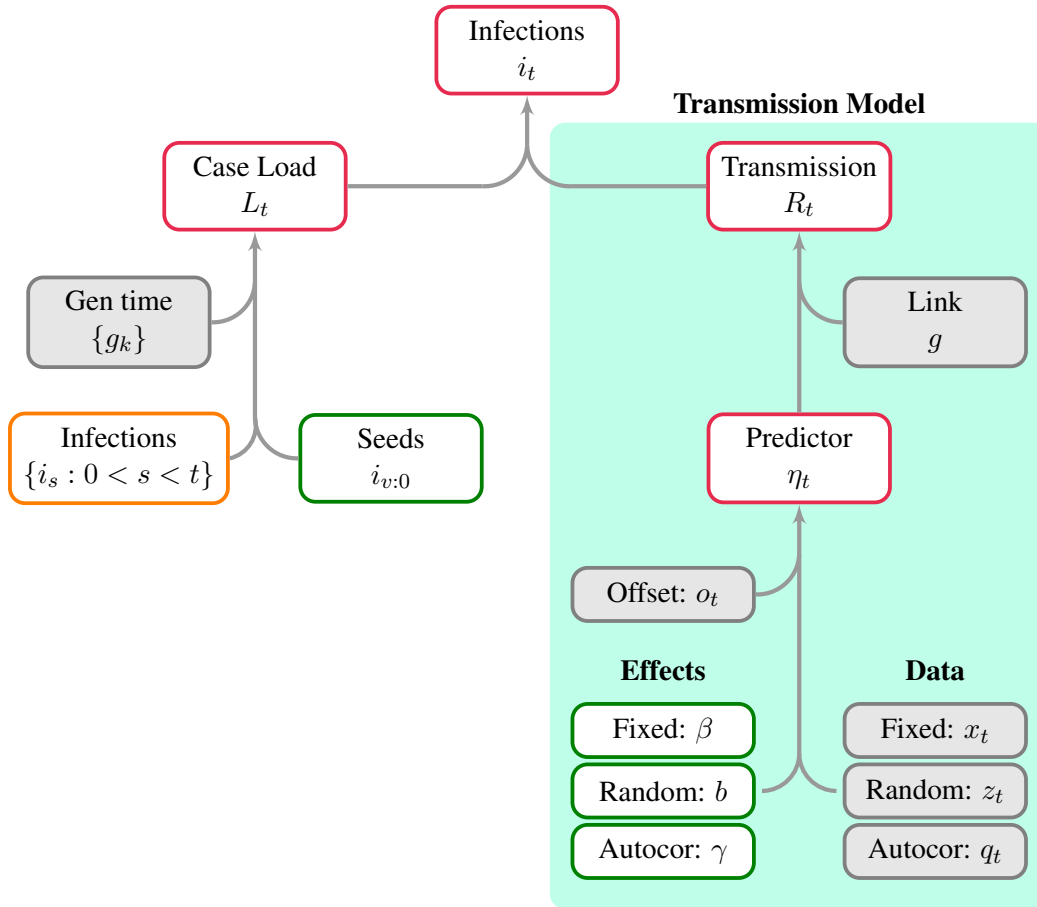 Infections
i_t
Transmission Model
Case Load
L_t
Transmission
R_t
Gen time
{g_k}
Link
g
Infections
{i_s : 0 < s < t}
Seeds
i_{v:0}
Predictor
η_t
Offset: o_t
Effects
Data
Fixed: β
Fixed: x_t
Random: b
Random: z_t
Autocor: γ
Autocor: q_t